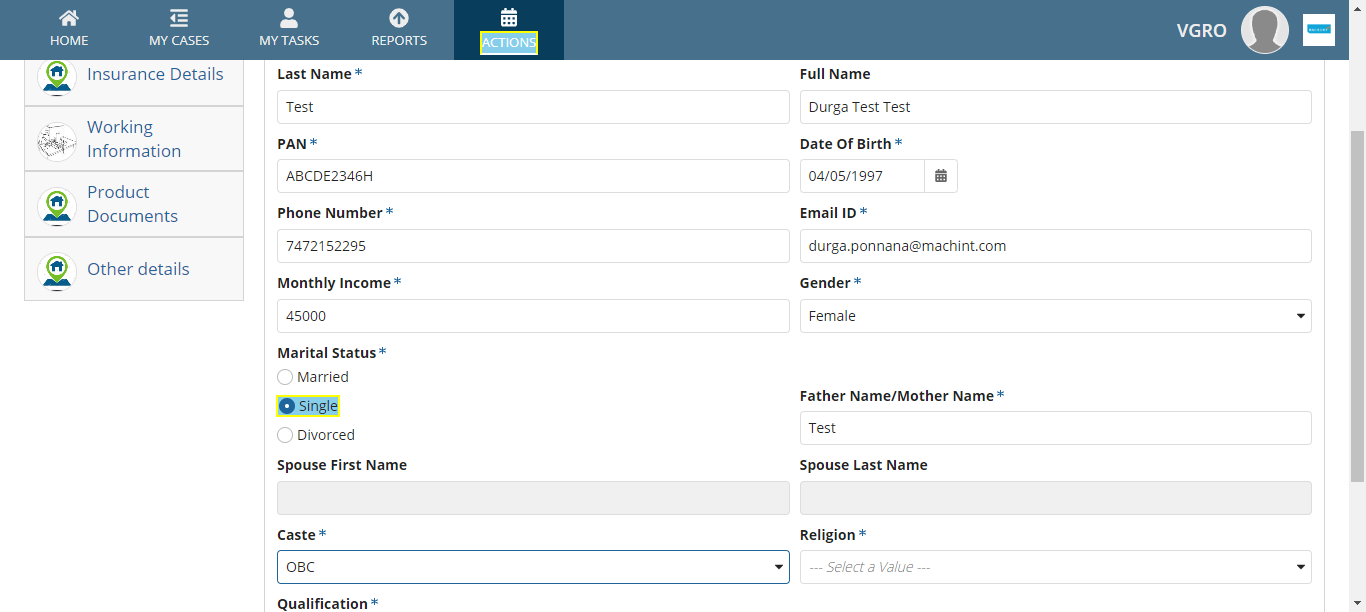 HOME
MY CASES
MY TASKS
REPORTS
ACTIONS
VGRO
MACHINT
Insurance Details
Working
Information
Product
Documents
Other details
Last Name *
Full Name
Test
Durga Test Test
PAN *
Date Of Birth *
ABCDE2346H
04/05/1997
Phone Number *
Email ID *
7472152295
durga.ponnana@machint.com
Monthly Income *
Gender *
45000
Female
Marital Status *
Married
Single
Divorced
Father Name/Mother Name *
Test
Spouse First Name
Spouse Last Name
Caste *
Religion *
OBC
--- Select a Value ---
Qualification *